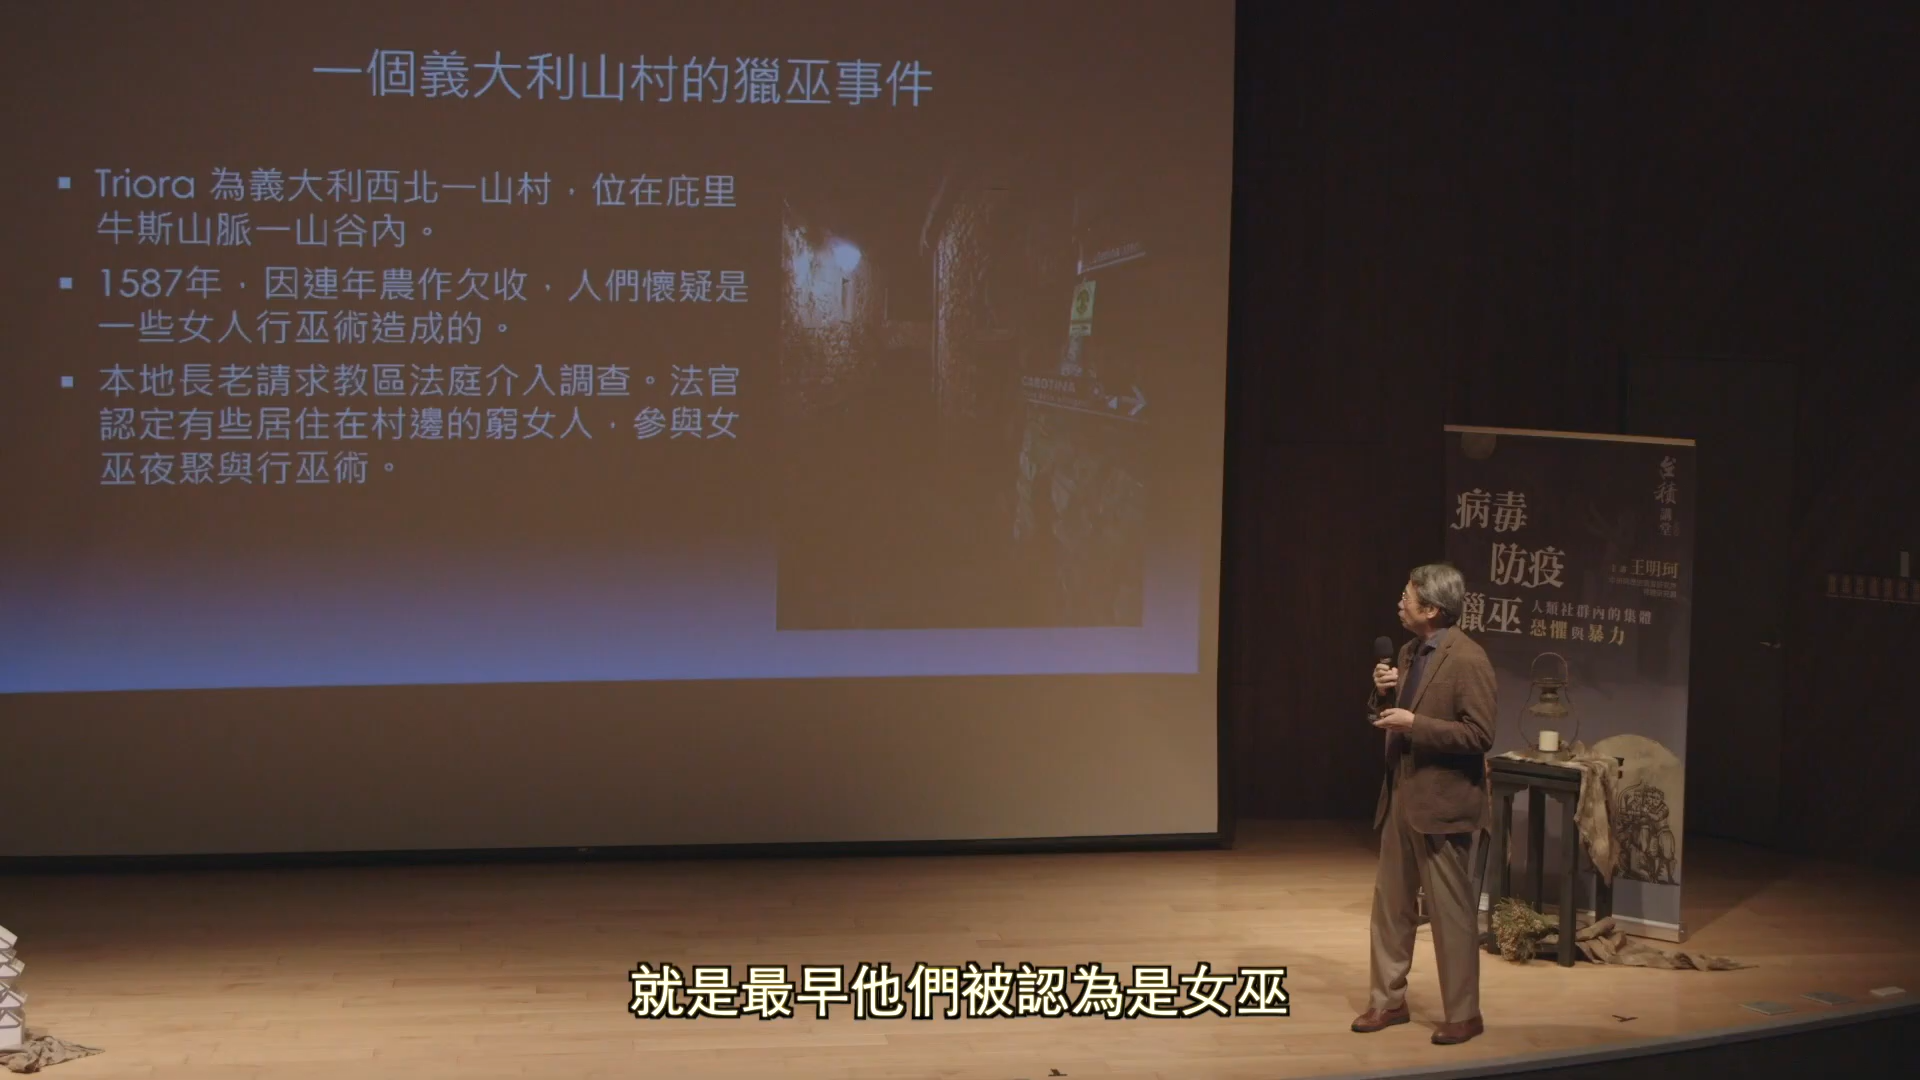 一個義大利山村的獵巫事件
▪ Triora 為義大利西北一山村，位在庇里
牛斯山脈一山谷內。
▪ 1587年，因連年農作欠收，人們懷疑是
一些女人行巫術造成的。
▪ 本地長老請求教區法庭介入調查。法官
認定有些居住在村邊的窮女人，參與女
巫夜聚與行巫術。
CABOTINA
講堂
病毒
防疫
獵巫
王明珂
人類社群內的集體
恐懼與暴力
就是最早他們被認為是女巫